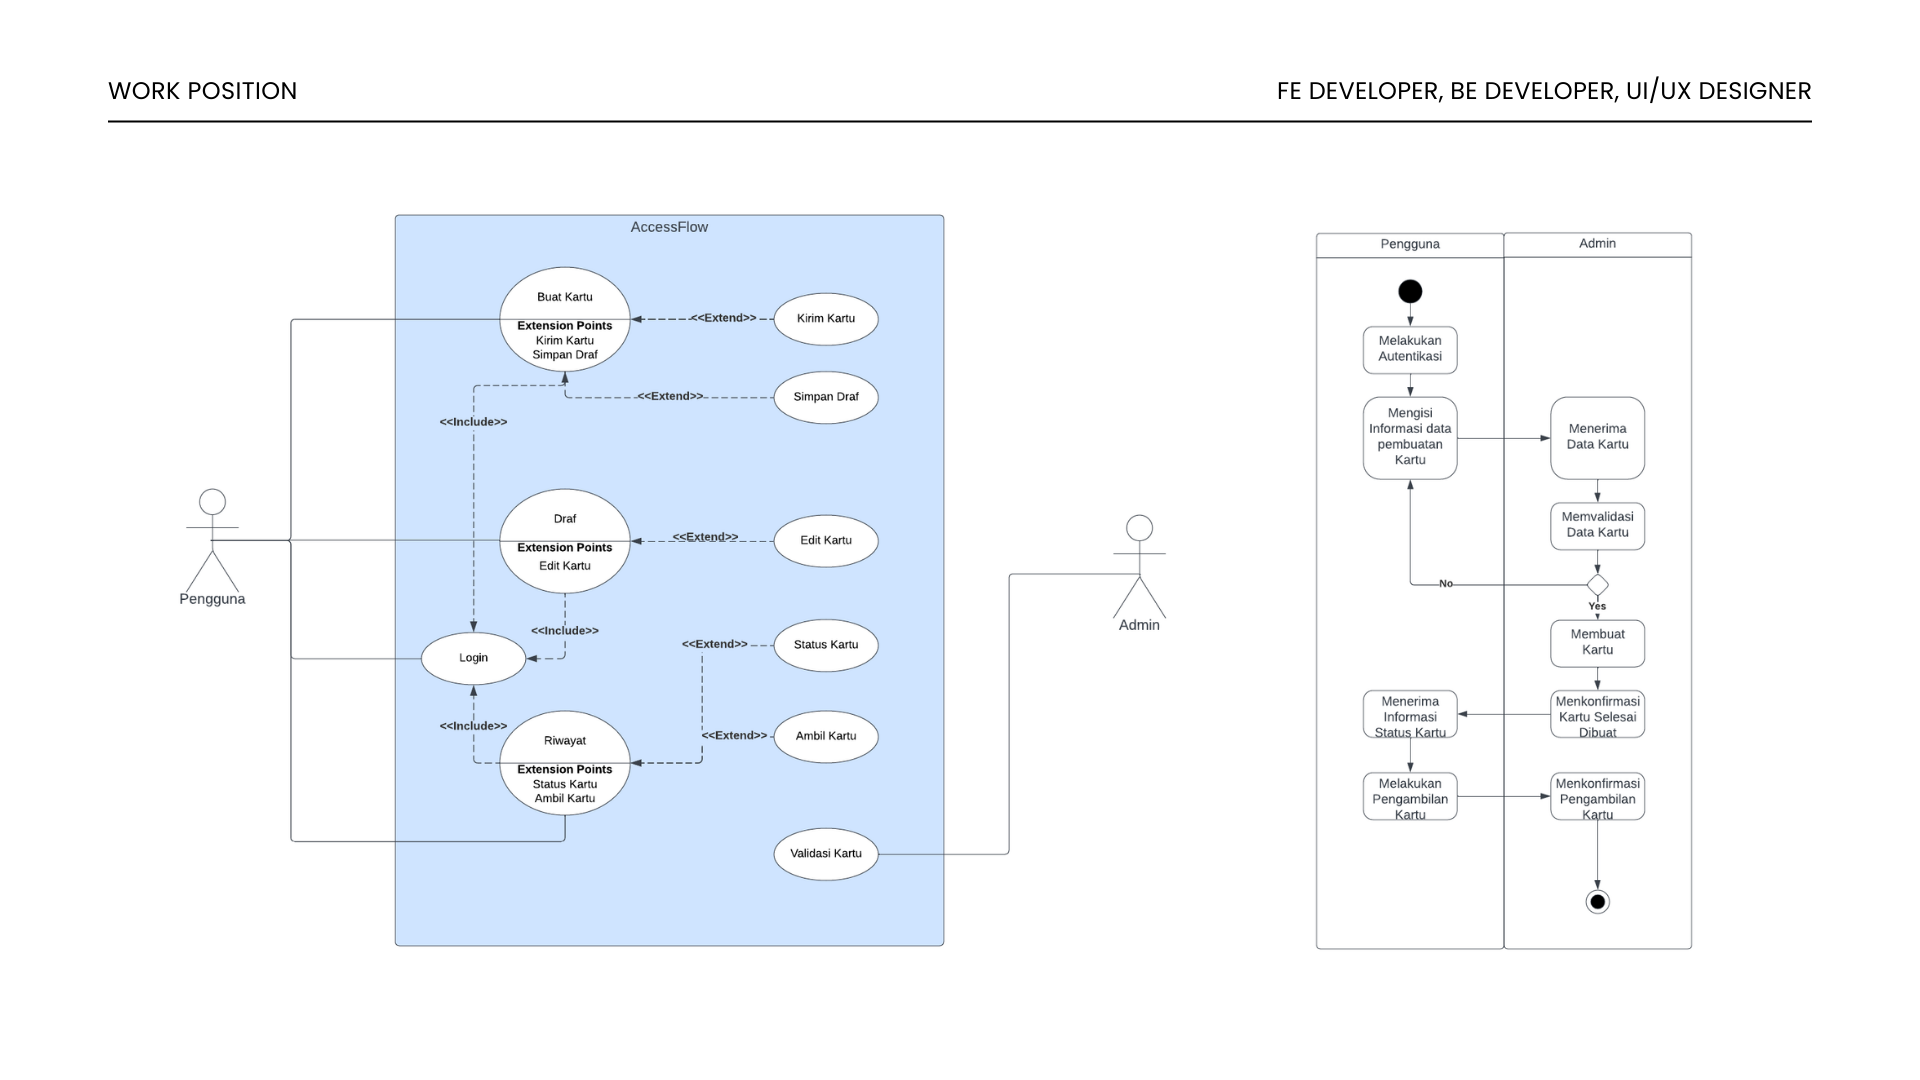 WORK POSITION
FE DEVELOPER, BE DEVELOPER, UI/UX DESIGNER
AccessFlow
Buat Kartu
Extension Points
Kirim Kartu
Simpan Draf
<<Extend>>
Kirim Kartu
<<Extend>>
Simpan Draf
<<Include>>
Draf
Extension Points
Edit Kartu
<<Extend>>
Edit Kartu
Pengguna
<<Include>>
Login
<<Extend>>
Status Kartu
<<Include>>
Riwayat
Extension Points
Status Kartu
Ambil Kartu
<<Extend>>
Ambil Kartu
Validasi Kartu
Admin
Pengguna
Admin
Melakukan
Autentikasi
Mengisi
Informasi data
pembuatan
Kartu
Menerima
Data Kartu
Memvalidasi
Data Kartu
No
Yes
Membuat
Kartu
Menkonfirmasi
Kartu Selesai
Dibuat
Menerima
Informasi
Status Kartu
Melakukan
Pengambilan
Kartu
Menkonfirmasi
Pengambilan
Kartu